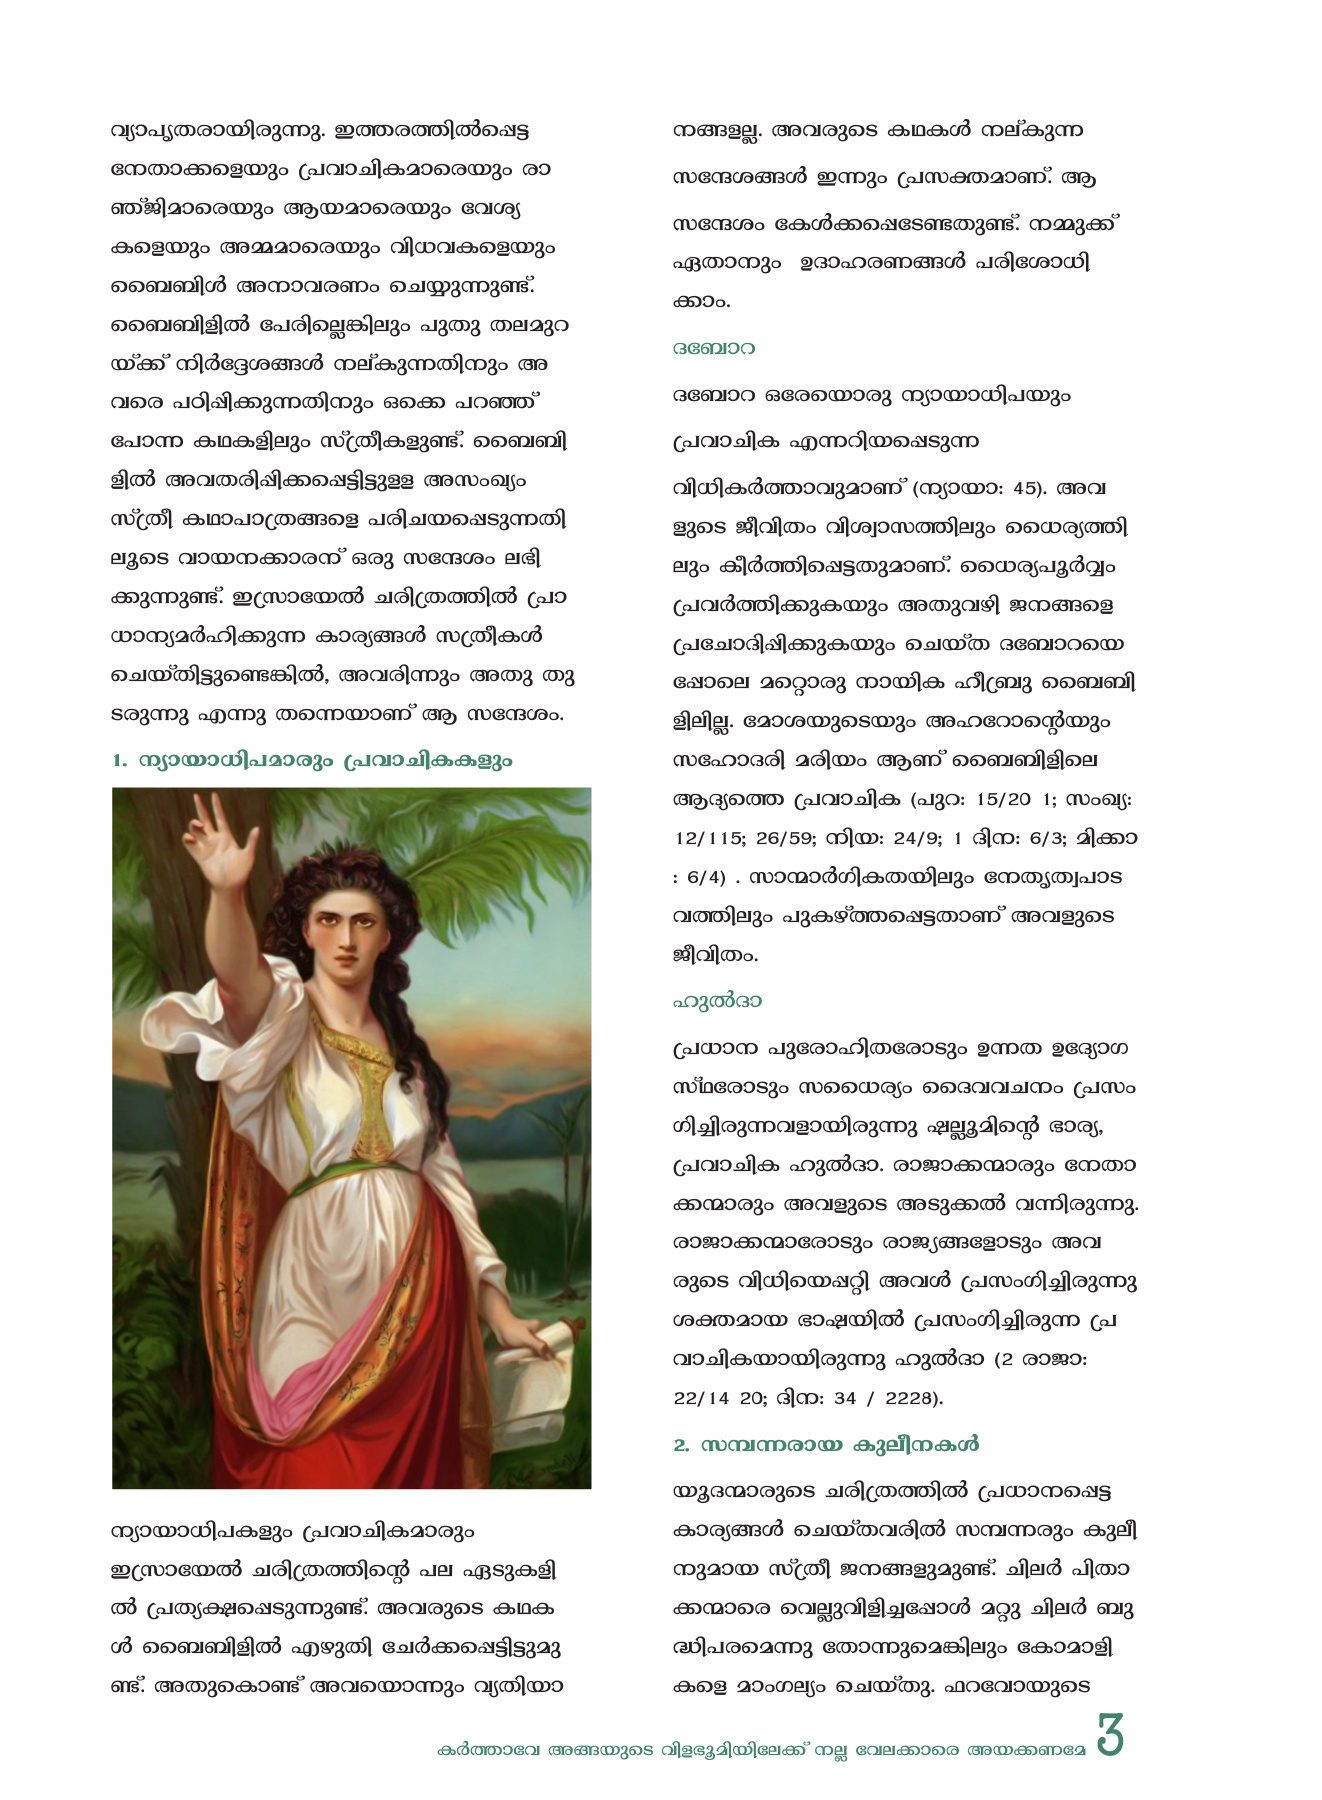 വ്യാപൃതരായിരുന്നു. ഇത്തരത്തിൽപ്പെട്ട
നേതാക്കളെയും പ്രവാചികമാരെയും രാ
ഞ്ജിമാരെയും ആയമാരെയും വേശ്യ
കളെയും അമ്മമാരെയും വിധവകളെയും
ബൈബിൾ അനാവരണം ചെയ്യുന്നുണ്ട്.
ബൈബിളിൽ പേരില്ലെങ്കിലും പുതു തലമുറ
യ്ക്ക് നിർദ്ദേശങ്ങൾ നല്കുന്നതിനും അ
വരെ പഠിപ്പിക്കുന്നതിനും ഒക്കെ പറഞ്ഞ്
പോന്ന കഥകളിലും സ്ത്രീകളുണ്ട്. ബൈബി
ളിൽ അവതരിപ്പിക്കപ്പെട്ടിട്ടുളള അസംഖ്യം
സ്ത്രീ കഥാപാത്രങ്ങളെ പരിചയപ്പെടുന്നതി
ലൂടെ വായനക്കാരന് ഒരു സന്ദേശം ലഭി
ക്കുന്നുണ്ട്. ഇസ്രായേൽ ചരിത്രത്തിൽ പ്രാ
ധാന്യമർഹിക്കുന്ന കാര്യങ്ങൾ സത്രീകൾ
ചെയ്തിട്ടുണ്ടെങ്കിൽ, അവരിന്നും അതു തു
ടരുന്നു എന്നു തന്നെയാണ് ആ സന്ദേശം.
1. ന്യായാധിപമാരും പ്രവാചികകളും
ന്യായാധിപകളും പ്രവാചികമാരും
ഇസ്രായേൽ ചരിത്രത്തിന്റെ പല ഏടുകളി
ൽ പ്രത്യക്ഷപ്പെടുന്നുണ്ട്. അവരുടെ കഥക
ൾ ബൈബിളിൽ എഴുതി ചേർക്കപ്പെട്ടിട്ടുമു
ണ്ട്. അതുകൊണ്ട് അവയൊന്നും വ്യതിയാ
നങ്ങളല്ല. അവരുടെ കഥകൾ നല്കുന്ന
സന്ദേശങ്ങൾ ഇന്നും പ്രസക്തമാണ്. ആ
സന്ദേശം കേൾക്കപ്പെടേണ്ടതുണ്ട്. നമ്മുക്ക്
ഏതാനും ഉദാഹരണങ്ങൾ പരിശോധി
ക്കാം.
ദബോറ
ദബോറ ഒരേയൊരു ന്യായാധിപയും
പ്രവാചിക എന്നറിയപ്പെടുന്ന
വിധികർത്താവുമാണ് (ന്യായാ: 45). അവ
ളുടെ ജീവിതം വിശ്വാസത്തിലും ധൈര്യത്തി
ലും കീർത്തിപ്പെട്ടതുമാണ്. ധൈര്യപൂർവ്വം
പ്രവർത്തിക്കുകയും അതുവഴി ജനങ്ങളെ
പ്രചോദിപ്പിക്കുകയും ചെയ്ത ദബോറയെ
പ്പോലെ മറ്റൊരു നായിക ഹീബ്രു ബൈബി
ളിലില്ല. മോശയുടെയും അഹറോന്റെയും
സഹോദരി മരിയം ആണ് ബൈബിളിലെ
ആദ്യത്തെ പ്രവാചിക (പുറ: 15/20 1; സംഖ്യ:
12/115; 26/59; നിയ: 24/9; 1 ദിന: 6/3; മിക്കാ
: 6/4) . സാന്മാർഗികതയിലും നേതൃത്വപാട
വത്തിലും പുകഴ്ത്തപ്പെട്ടതാണ് അവളുടെ
ജീവിതം.
ഹുൽദാ
പ്രധാന പുരോഹിതരോടും ഉന്നത ഉദ്യോഗ
സ്ഥരോടും സധൈര്യം ദൈവവചനം പ്രസം
ഗിച്ചിരുന്നവളായിരുന്നു ഷല്ലൂമിന്റെ ഭാര്യ,
പ്രവാചിക ഹുൽദാ. രാജാക്കന്മാരും നേതാ
ക്കന്മാരും അവളുടെ അടുക്കൽ വന്നിരുന്നു.
രാജാക്കന്മാരോടും രാജ്യങ്ങളോടും അവ
രുടെ വിധിയെപ്പറ്റി അവൾ പ്രസംഗിച്ചിരുന്നു
ശക്തമായ ഭാഷയിൽ പ്രസംഗിച്ചിരുന്ന പ്ര
വാചികയായിരുന്നു ഹുൽദാ (2 രാജാ:
22/14 20; ദിന: 34 / 2228).
2. സമ്പന്നരായ കുലീനകൾ
യൂദന്മാരുടെ ചരിത്രത്തിൽ പ്രധാനപ്പെട്ട
കാര്യങ്ങൾ ചെയ്തവരിൽ സമ്പന്നരും കുലീ
നുമായ സ്ത്രീ ജനങ്ങളുമുണ്ട്. ചിലർ പിതാ
ക്കന്മാരെ വെല്ലുവിളിച്ചപ്പോൾ മറ്റു ചിലർ ബു
ദ്ധിപരമെന്നു തോന്നുമെങ്കിലും കോമാളി
കളെ മാംഗല്യം ചെയ്തു. ഫറവോയുടെ
കർത്താവേ അങ്ങയുടെ വിളഭൂമിയിലേക്ക് നല്ല വേലക്കാരെ അയക്കണമേ 3